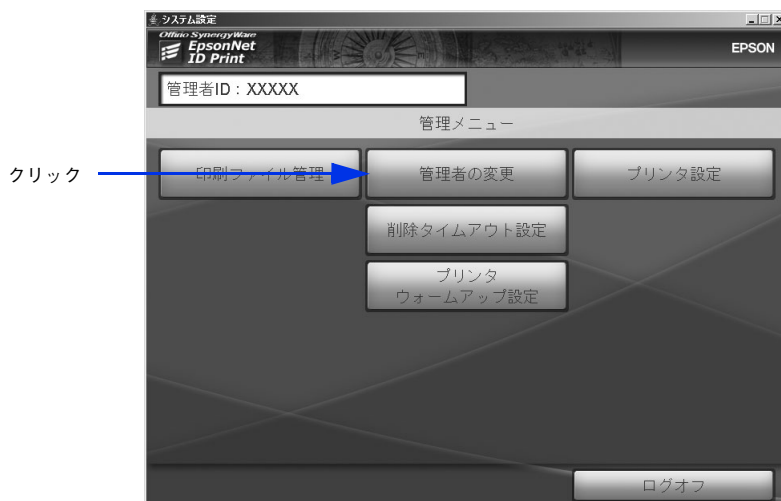 システム設定
Offirio SynergyWare
EpsonNet
ID Print
EPSON
管理者ID：XXXXX
管理メニュー
クリック
印刷ファイル管理
管理者の変更
プリンタ設定
削除タイムアウト設定
プリンタ
ウォームアップ設定
ログオフ